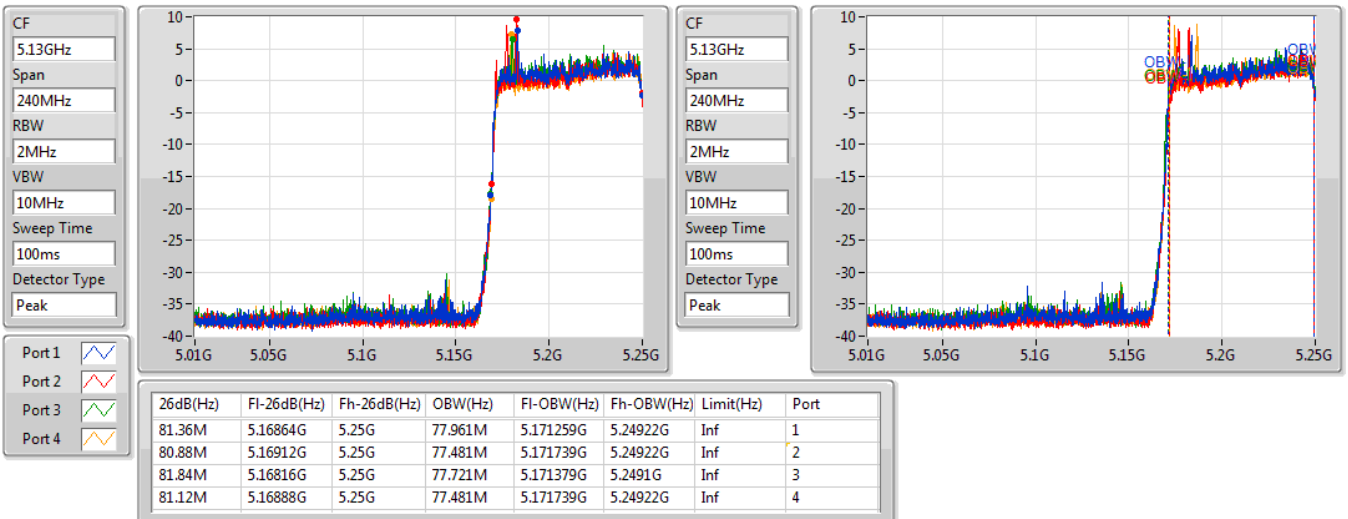 CF
5.13GHz
Span
240MHz
RBW
2MHz
VBW
10MHz
Sweep Time
100ms
Detector Type
Peak
10
5
0
-5
-10
-15
-20
-25
-30
-35
-40
5.01G 5.05G 5.1G 5.15G 5.2G 5.25G
CF
5.13GHz
Span
240MHz
RBW
2MHz
VBW
10MHz
Sweep Time
100ms
Detector Type
Peak
10
5
0
-5
-10
-15
-20
-25
-30
-35
-40
OBW
OBW
5.01G 5.05G 5.1G 5.15G 5.2G 5.25G
Port 1
Port 2
Port 3
Port 4
26dB(Hz) Fl-26dB(Hz) Fh-26dB(Hz) OBW(Hz) Fl-OBW(Hz) Fh-OBW(Hz) Limit(Hz) Port
81.36M 5.16864G 5.25G 77.961M 5.171259G 5.24922G Inf 1
80.88M 5.16912G 5.25G 77.481M 5.171739G 5.24922G Inf 2
81.84M 5.16816G 5.25G 77.721M 5.171379G 5.2491G Inf 3
81.12M 5.16888G 5.25G 77.481M 5.171739G 5.24922G Inf 4